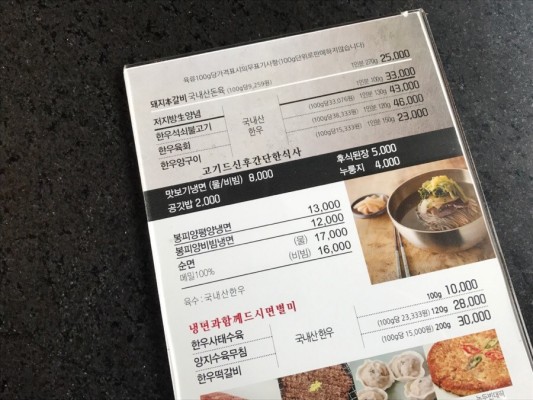 육류100g당가격표시의무표기사항(100g단위로판매하지않습니다)
돼지本갈비 국내산돈육 (100g당9,259원) 1인분 270g 25,000
저지방生양념 1인분 100g 33,000
한우석쇠불고기 국내산 한우 (100g당33,076원) 1인분 130g 43,000
한우육회 (100g당38,333원) 1인분 120g 46,000
한우양구이 (100g당15,333원) 1인분 150g 23,000
고기드신후간단한식사
맛보기냉면 (물/비빔) 8,000 후식된장 5,000
공깃밥 2,000 누룽지 4,000
봉피양평양냉면 13,000
봉피양비빔냉면 12,000
순면 (물) 17,000
메밀100% (비빔) 16,000
육수 : 국내산한우
냉면과함께드시면별미
한우사태수육 국내산 한우 100g 10,000
양지수육무침 (100g당 23,333원) 120g 28,000
한우떡갈비 (100g당 15,000원) 200g 30,000
녹두빈대떡